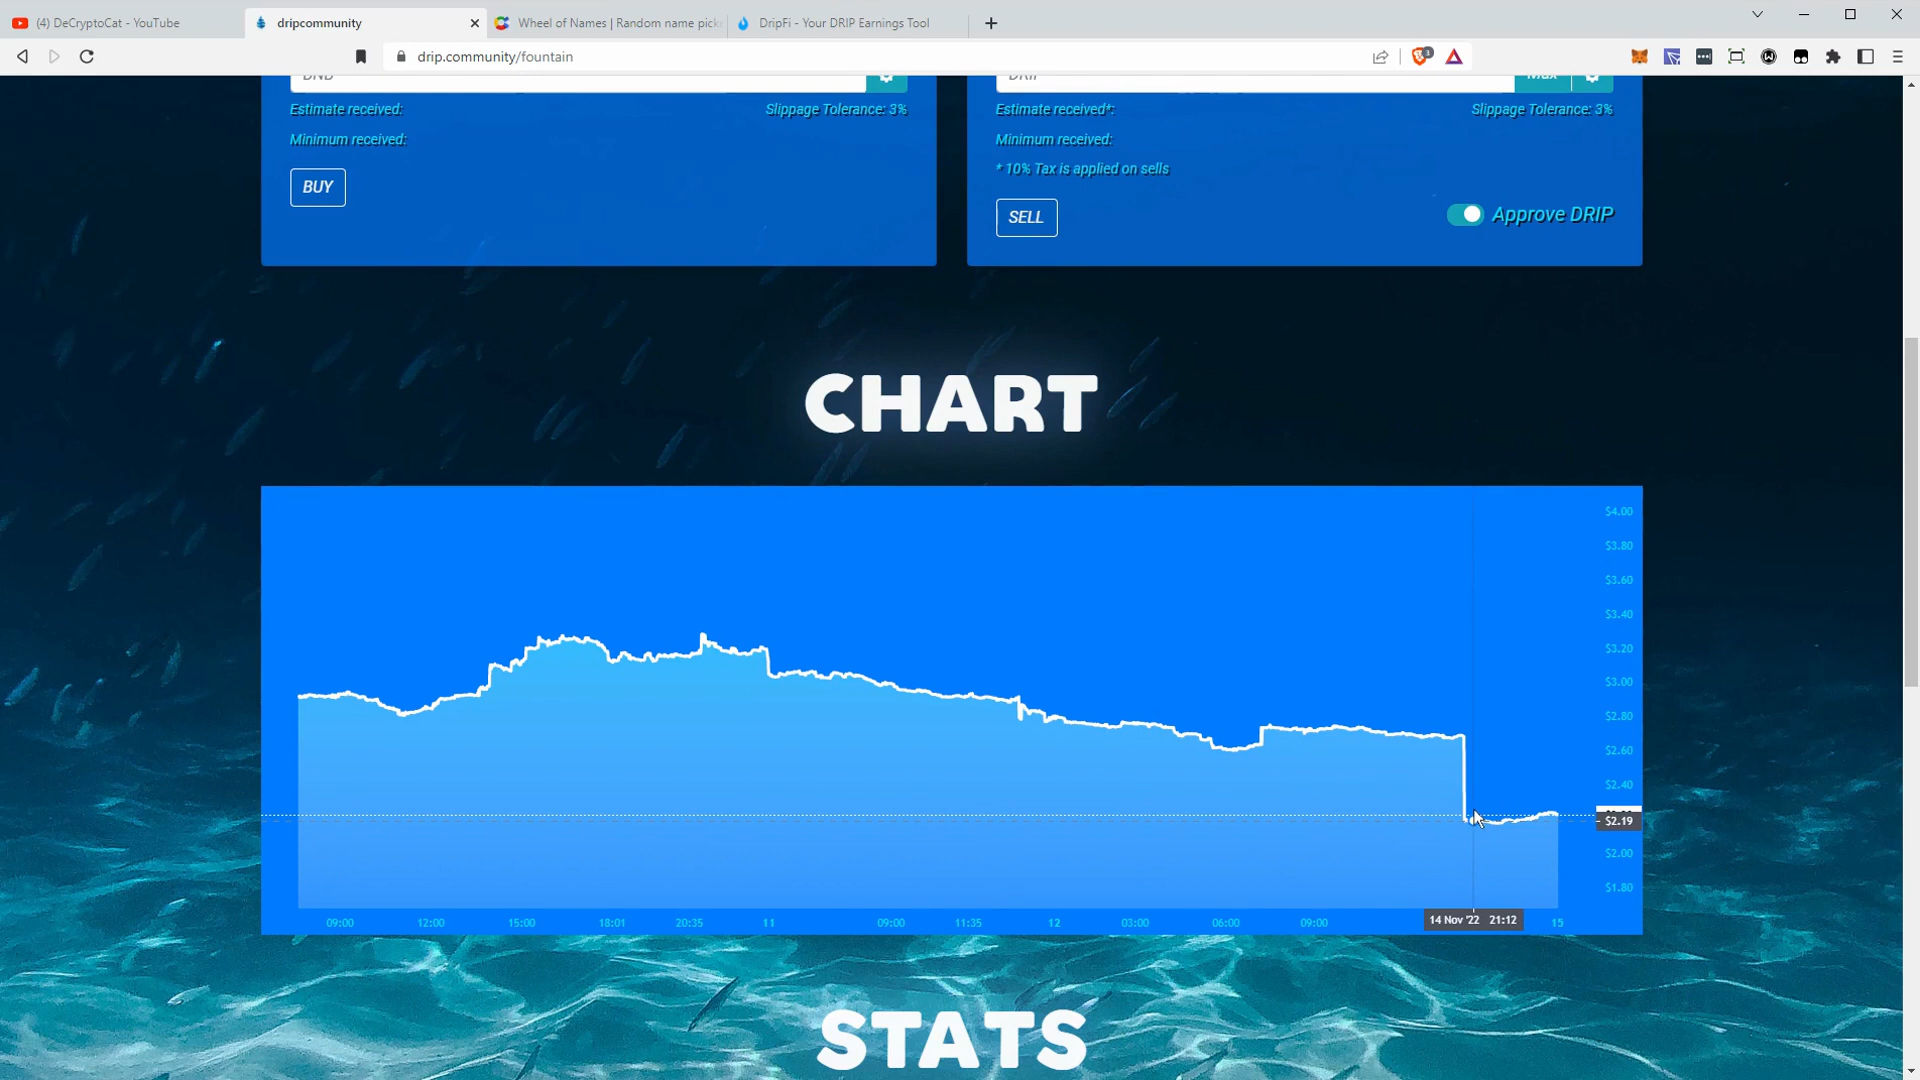 (4) DeCryptoCat - YouTube
dripcommunity
Wheel of Names | Random name pick
DripFi - Your DRIP Earnings Tool
drip.community/fountain
3
BNB
DRIP
Max
Estimate received:
Slippage Tolerance: 3%
Estimate received*:
Slippage Tolerance: 3%
Minimum received:
Minimum received:
* 10% Tax is applied on sells
BUY
SELL
Approve DRIP
CHART
$4.00
$3.80
$3.60
$3.40
$3.20
$3.00
$2.80
$2.60
$2.40
$2.19
$2.00
$1.80
09:00
12:00
15:00
18:01
20:35
11
09:00
11:35
12
03:00
06:00
09:00
14 Nov '22 21:12
15
STATS